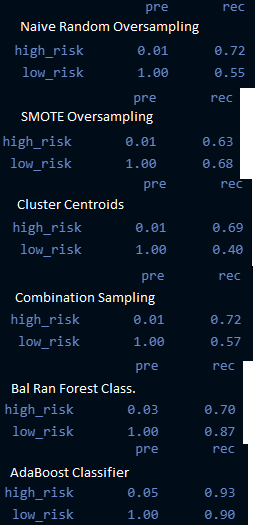 pre rec
Naive Random Oversampling
high_risk 0.01 0.72
low_risk 1.00 0.55
pre rec
SMOTE Oversampling
high_risk 0.01 0.63
low_risk 1.00 0.68
pre rec
Cluster Centroids
high_risk 0.01 0.69
low_risk 1.00 0.40
pre rec
Combination Sampling
high_risk 0.01 0.72
low_risk 1.00 0.57
pre rec
Bal Ran Forest Class.
high_risk 0.03 0.70
low_risk 1.00 0.87
pre rec
AdaBoost Classifier
high_risk 0.05 0.93
low_risk 1.00 0.90